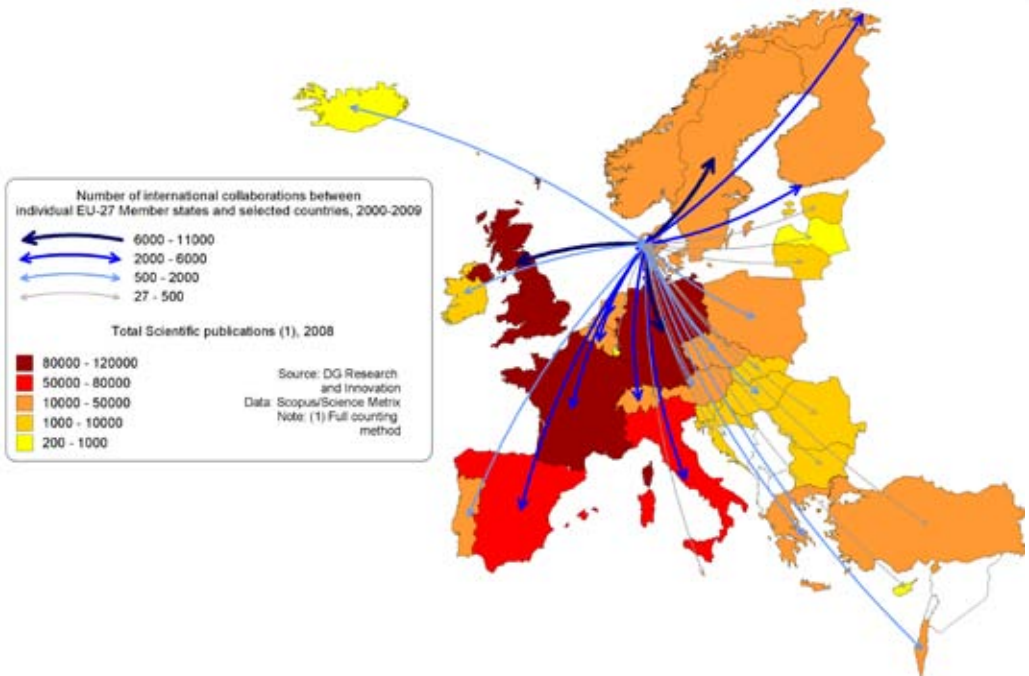 Number of international collaborations between
individual EU-27 Member states and selected countries, 2000-2009
6000 - 11000
2000 - 6000
500 - 2000
27 - 500
Total Scientific publications (1), 2008
80000 - 120000
50000 - 80000
10000 - 50000
1000 - 10000
200 - 1000
Source: DG Research
and Innovation
Data: Scopus/Science Metrix
Note: (1) Full counting
method